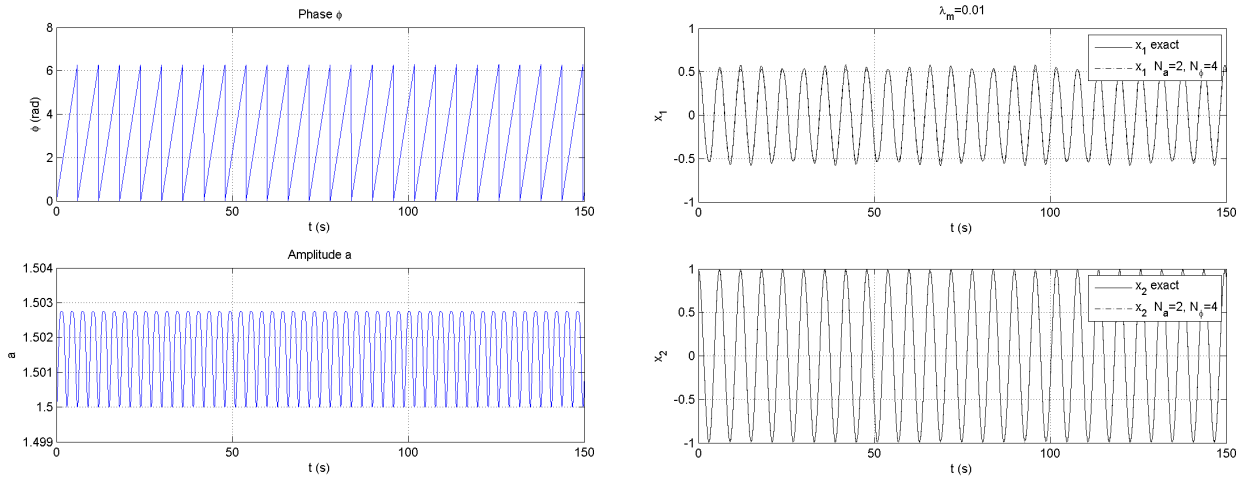 Phase ϕ
8
6
4
2
0
ϕ (rad)
0 50 100 150
t (s)
Amplitude a
1.504
1.503
1.502
1.501
1.5
1.499
a
0 50 100 150
t (s)
λm=0.01
1
0.5
0
-0.5
-1
x1
x1 exact
x1 Na=2, Nϕ=4
0 50 100 150
t (s)
1
0.5
0
-0.5
-1
x2
x2 exact
x2 Na=2, Nϕ=4
0 50 100 150
t (s)